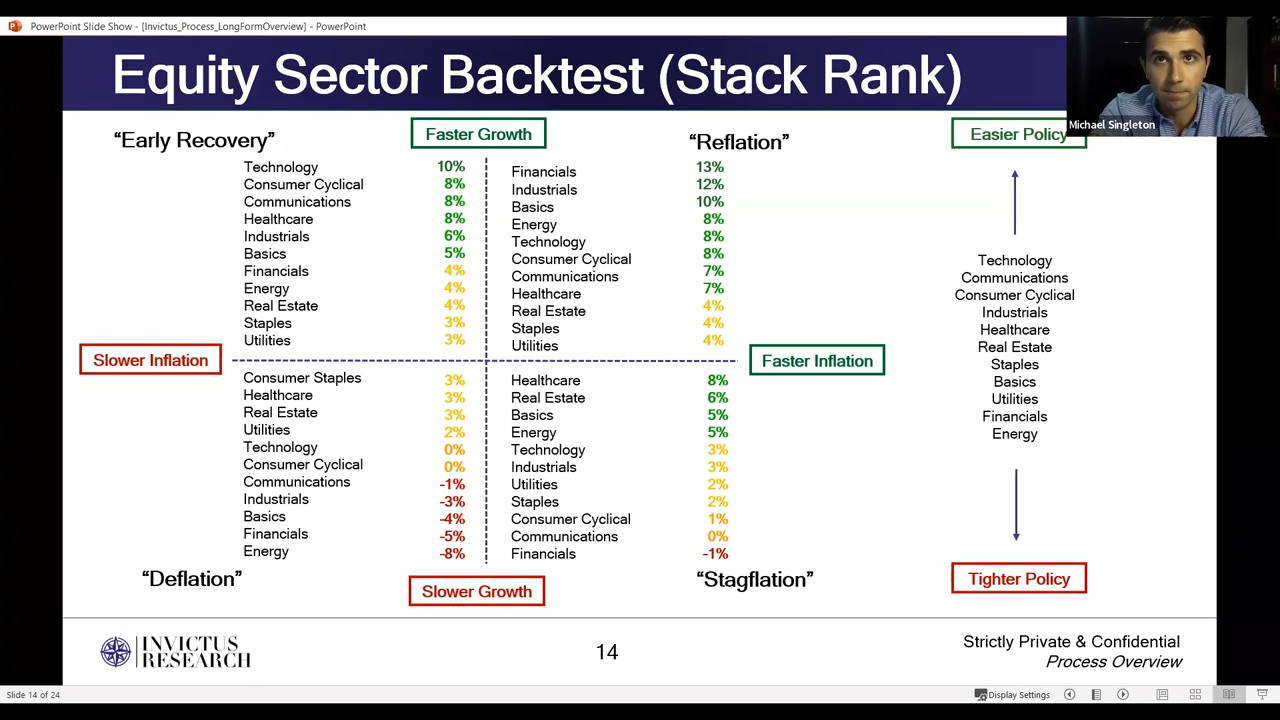 PowerPoint Slide Show - [Invictus_Process_LongFormOverview] - PowerPoint
Equity Sector Backtest (Stack Rank)
Michael Singleton
“Early Recovery”
Faster Growth
“Reflation”
Easier Policy
Technology 10%
Consumer Cyclical 8%
Communications 8%
Healthcare 8%
Industrials 6%
Basics 5%
Financials 4%
Energy 4%
Real Estate 4%
Staples 3%
Utilities 3%
Financials 13%
Industrials 12%
Basics 10%
Energy 8%
Technology 8%
Consumer Cyclical 8%
Communications 7%
Healthcare 7%
Real Estate 4%
Staples 4%
Utilities 4%
Slower Inflation
Faster Inflation
Consumer Staples 3%
Healthcare 3%
Real Estate 3%
Utilities 2%
Technology 0%
Consumer Cyclical 0%
Communications -1%
Industrials -3%
Basics -4%
Financials -5%
Energy -8%
Healthcare 8%
Real Estate 6%
Basics 5%
Energy 5%
Technology 3%
Industrials 3%
Utilities 2%
Staples 2%
Consumer Cyclical 1%
Communications 0%
Financials -1%
“Deflation”
Slower Growth
“Stagflation”
Technology
Communications
Consumer Cyclical
Industrials
Healthcare
Real Estate
Staples
Basics
Utilities
Financials
Energy
Tighter Policy
INVICTUS
RESEARCH
14
Strictly Private & Confidential
Process Overview
Slide 14 of 24
Display Settings